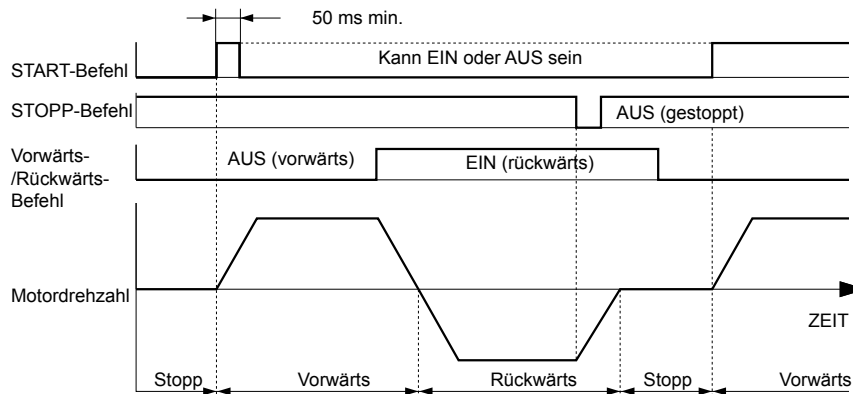 50 ms min.
START-Befehl
Kann EIN oder AUS sein
STOPP-Befehl
AUS (gestoppt)
Vorwärts-
/Rückwärts-
Befehl
AUS (vorwärts)
EIN (rückwärts)
Motordrehzahl
ZEIT
Stopp
Vorwärts
Rückwärts
Stopp
Vorwärts